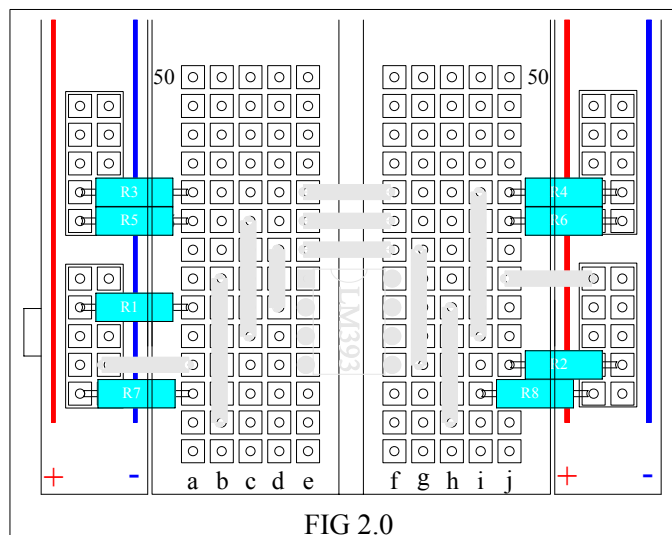 50 50
R3 R4
R5 R6
R1 LM393
R2
R7 R8
+ - a b c d e f g h i j + -
FIG 2.0